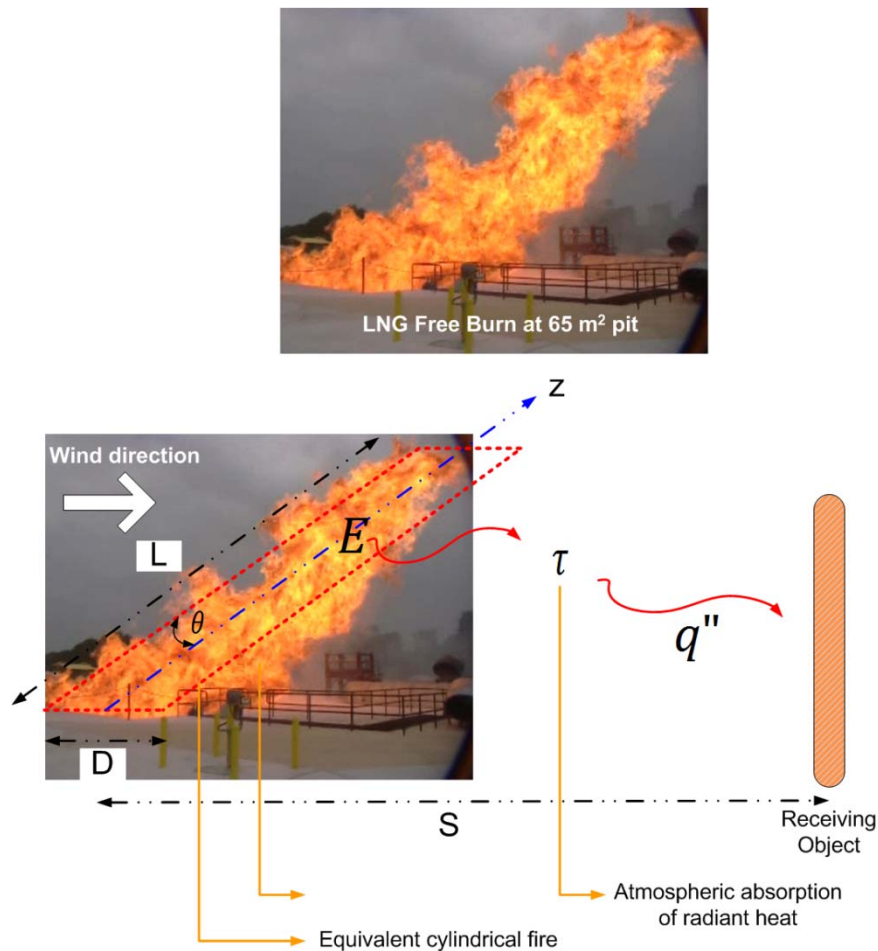 LNG Free Burn at 65 m² pit
z
Wind direction
L
E
τ
θ
q"
D
S
Receiving
Object
Atmospheric absorption
of radiant heat
Equivalent cylindrical fire